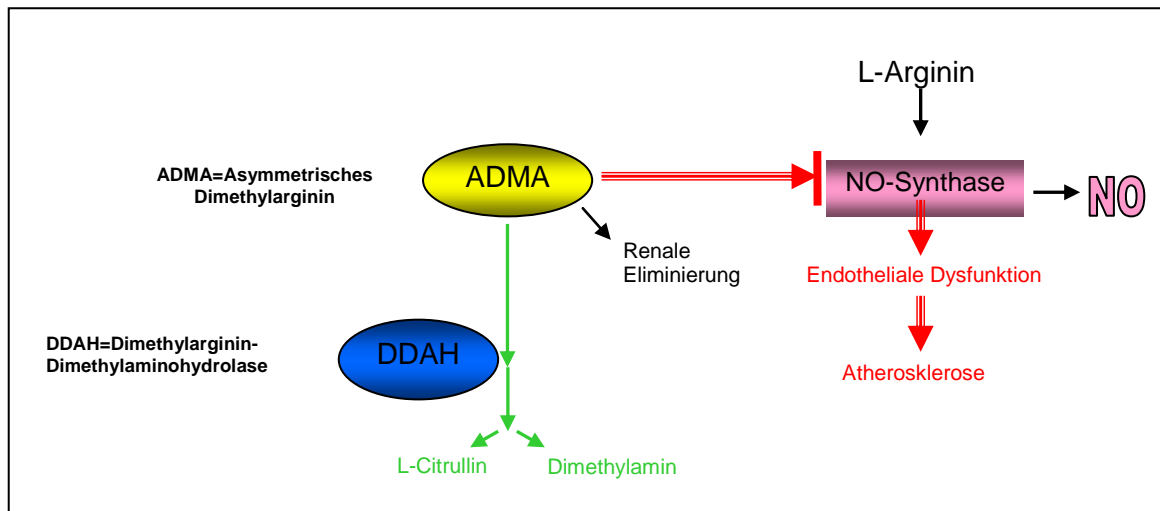 L-Arginin
ADMA=Asymmetrisches
Dimethylarginin
ADMA
NO-Synthase
NO
Renale
Eliminierung
Endotheliale Dysfunktion
DDAH=Dimethylarginin-
Dimethylaminohydrolase
DDAH
Atherosklerose
L-Citrullin
Dimethylamin